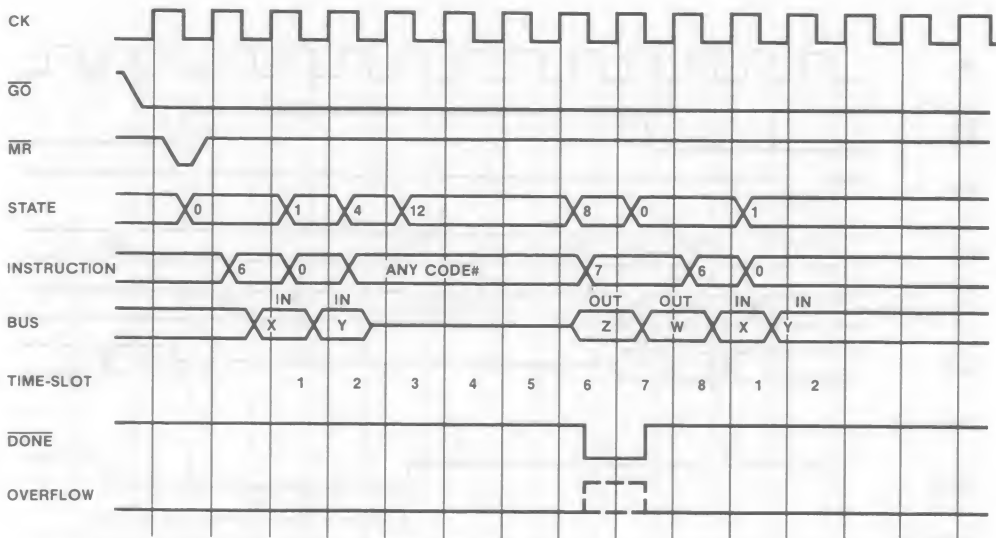 CK
GO
MR
STATE 0 1 4 12 8 0 1
INSTRUCTION 6 0 ANY CODE# 7 6 0
IN IN OUT OUT IN IN
BUS X Y Z W X Y
TIME-SLOT 1 2 3 4 5 6 7 8 1 2
DONE
OVERFLOW